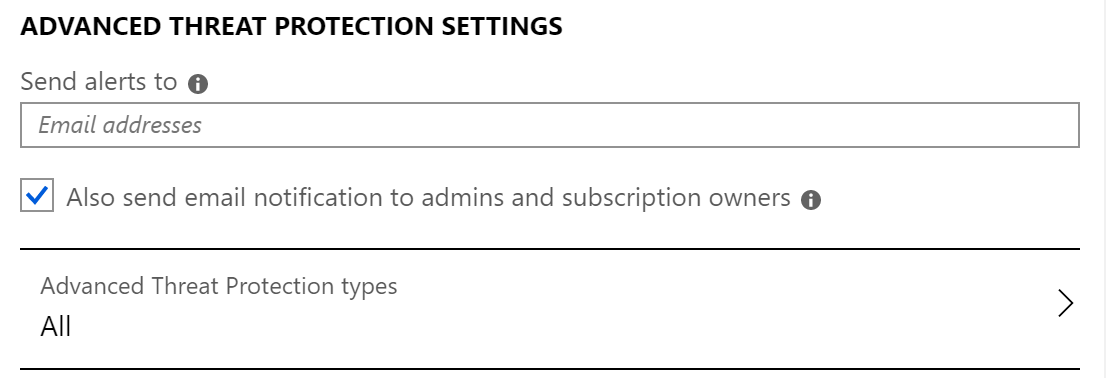 ADVANCED THREAT PROTECTION SETTINGS
Send alerts to
Email addresses
Also send email notification to admins and subscription owners
Advanced Threat Protection types
All